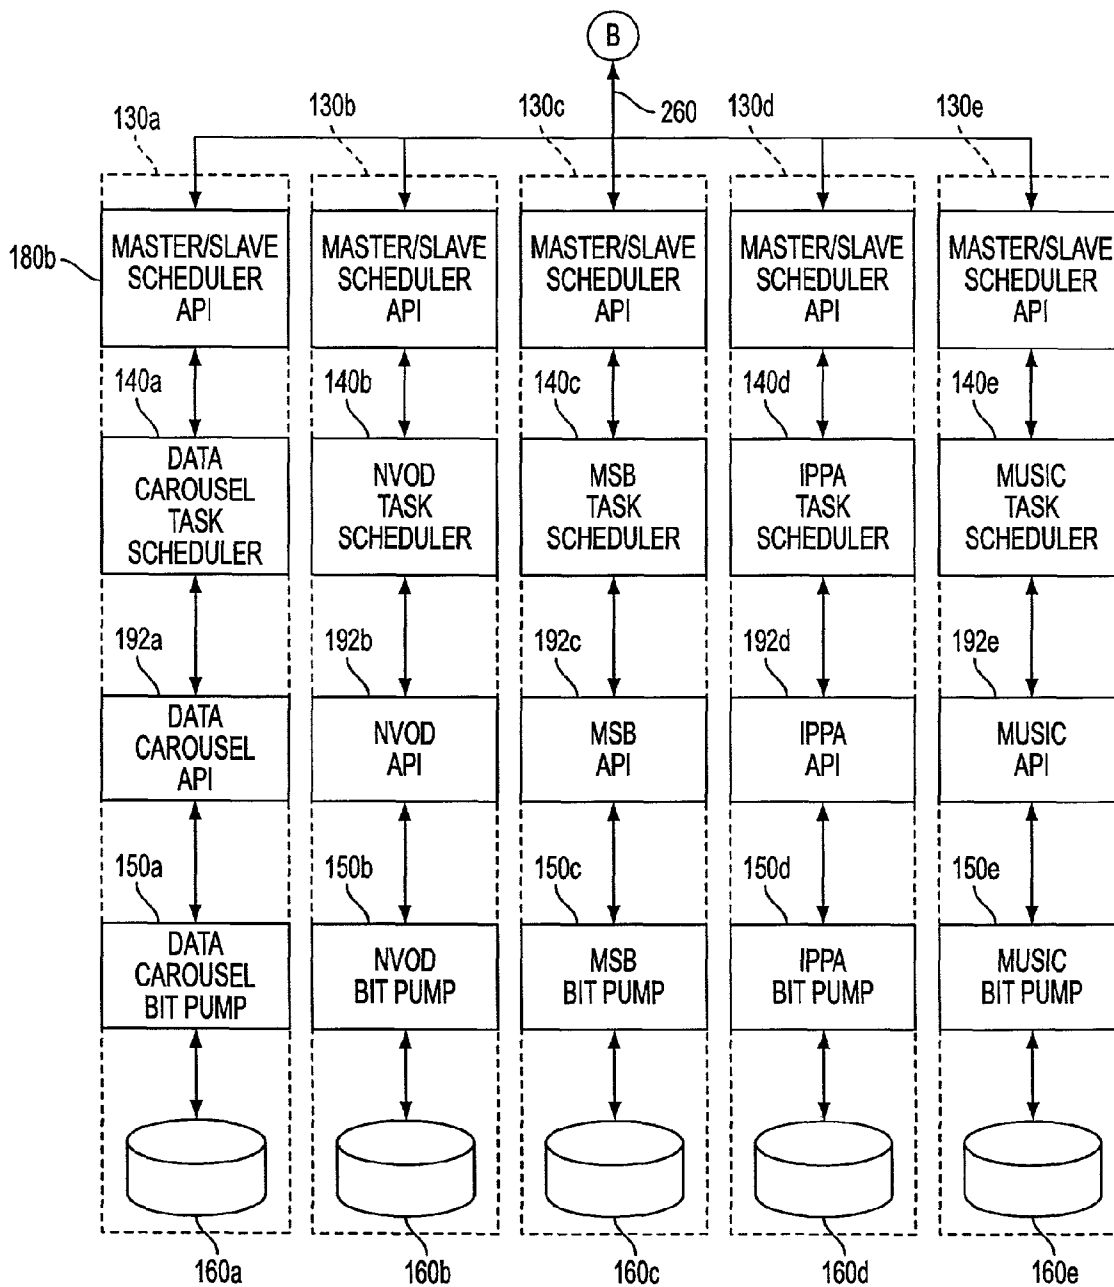 B
260
130a
130b
130c
130d
130e
180b
MASTER/SLAVE
SCHEDULER
API
MASTER/SLAVE
SCHEDULER
API
MASTER/SLAVE
SCHEDULER
API
MASTER/SLAVE
SCHEDULER
API
MASTER/SLAVE
SCHEDULER
API
140a
140b
140c
140d
140e
DATA
CAROUSEL
TASK
SCHEDULER
NVOD
TASK
SCHEDULER
MSB
TASK
SCHEDULER
IPPA
TASK
SCHEDULER
MUSIC
TASK
SCHEDULER
192a
192b
192c
192d
192e
DATA
CAROUSEL
API
NVOD
API
MSB
API
IPPA
API
MUSIC
API
150a
150b
150c
150d
150e
DATA
CAROUSEL
BIT PUMP
NVOD
BIT PUMP
MSB
BIT PUMP
IPPA
BIT PUMP
MUSIC
BIT PUMP
160a
160b
160c
160d
160e